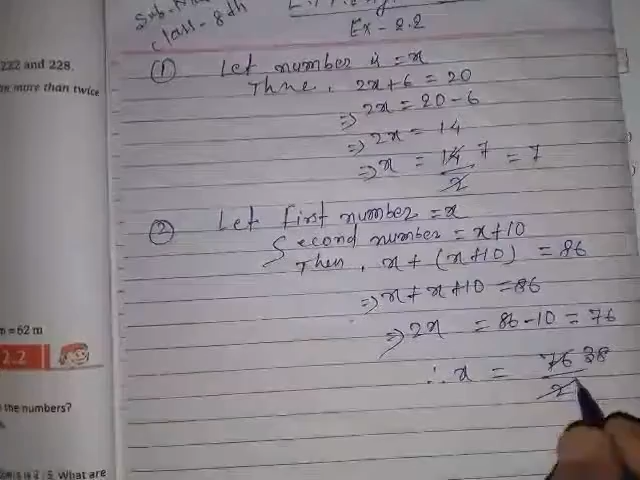 Class - 8th
Ex - 2.2
222 and 228.
more than twice
① Let number is = x
Then, 2x + 6 = 20
⇒ 2x = 20 - 6
⇒ 2x = 14
⇒ x = 14/2 7 = 7
② Let First number = x
Second number = x + 10
Then, x + (x + 10) = 86
⇒ x + x + 10 = 86
⇒ 2x = 86 - 10 = 76
∴ x = 76/2 38
= 62 m
2.2
the numbers?
What are